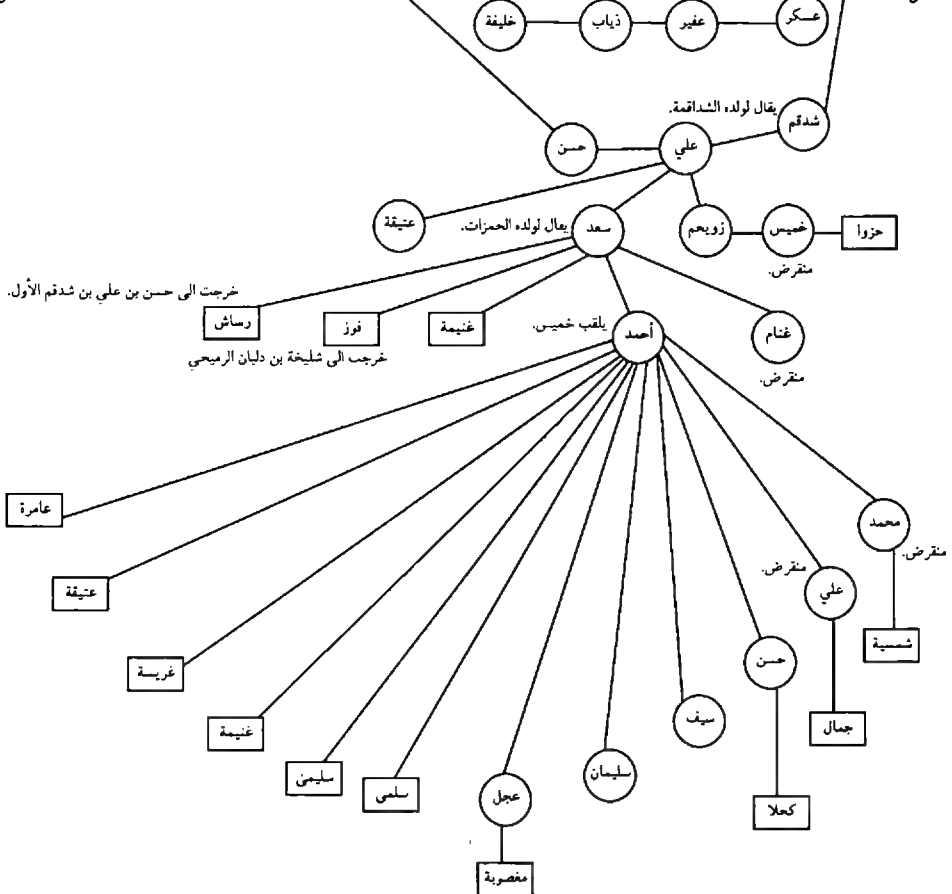 عسكر عفير ذياب خليفة
شدقم يقال لولده الشداقمة.
علي حسن
حزوا خميس زويحم سعد يعال لولده الحمزات. عتيقة
منقرض.
خرجت الى حسن بن علي بن شدقم الأول.
غنام أحمد يلقب خميس. غنيمة فوز رساش
منقرض. خرجت الى شليخة بن دليان الرميحي
عامرة
محمد
منقرض.
علي منقرض. عتيقة
شمسية
حسن غريسة
سيف جمال غنيمة
سليمان سليمى
عجل سلمى
كحلا
مغصوبة